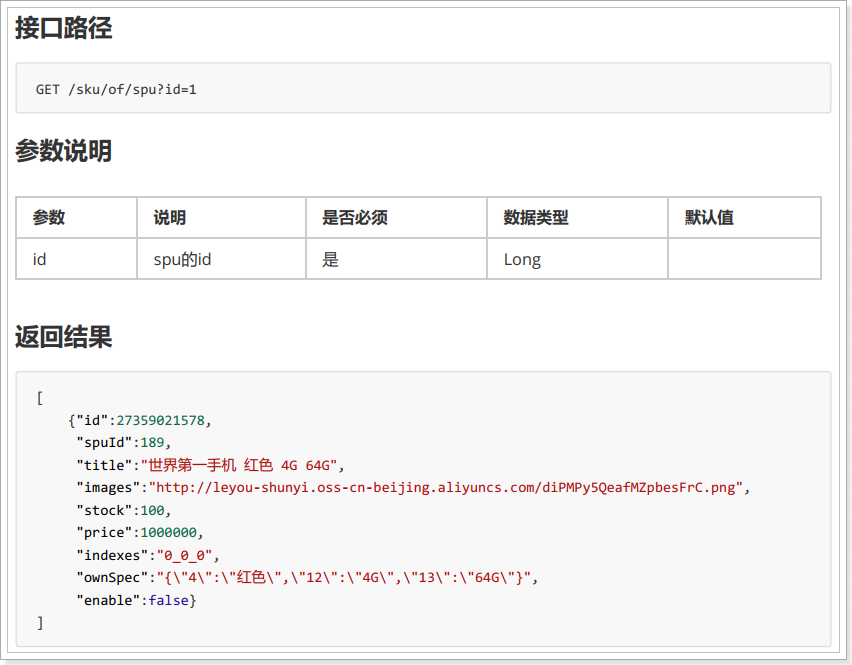 接口路径
GET /sku/of/spu?id=1
参数说明
参数 说明 是否必须 数据类型 默认值
id spu的id 是 Long
返回结果
[
{"id":27359021578,
"spuId":189,
"title":"世界第一手机 红色 4G 64G",
"images":"http://leyou-shunyi.oss-cn-beijing.aliyuncs.com/diPMPy5QeafMZpbesFrC.png",
"stock":100,
"price":1000000,
"indexes":"0_0_0",
"ownSpec":"{\"4\":\"红色\",\"12\":\"4G\",\"13\":\"64G\"}",
"enable":false}
]